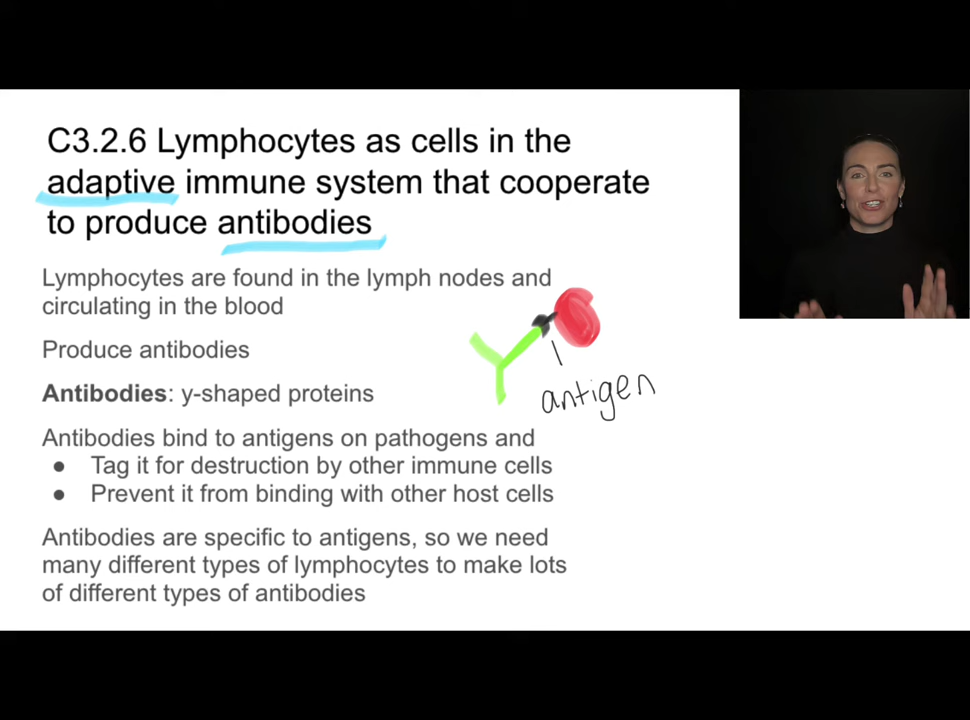 C3.2.6 Lymphocytes as cells in the
adaptive immune system that cooperate
to produce antibodies
Lymphocytes are found in the lymph nodes and
circulating in the blood
Produce antibodies
Antibodies: y-shaped proteins
antigen
Antibodies bind to antigens on pathogens and
● Tag it for destruction by other immune cells
● Prevent it from binding with other host cells
Antibodies are specific to antigens, so we need
many different types of lymphocytes to make lots
of different types of antibodies